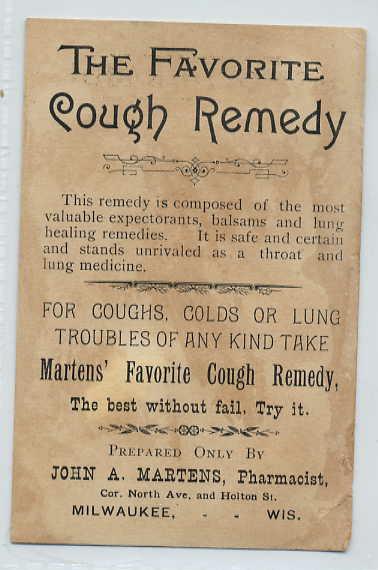 THE FAVORITE
Cough Remedy
This remedy is composed of the most
valuable expectorants, balsams and lung
healing remedies. It is safe and certain
and stands unrivaled as a throat and
lung medicine.
FOR COUGHS, COLDS OR LUNG
TROUBLES OF ANY KIND TAKE
Martens' Favorite Cough Remedy,
The best without fail, Try it.
PREPARED ONLY BY
JOHN A. MARTENS, Pharmacist,
Cor. North Ave, and Holton St.
MILWAUKEE, - - WIS.